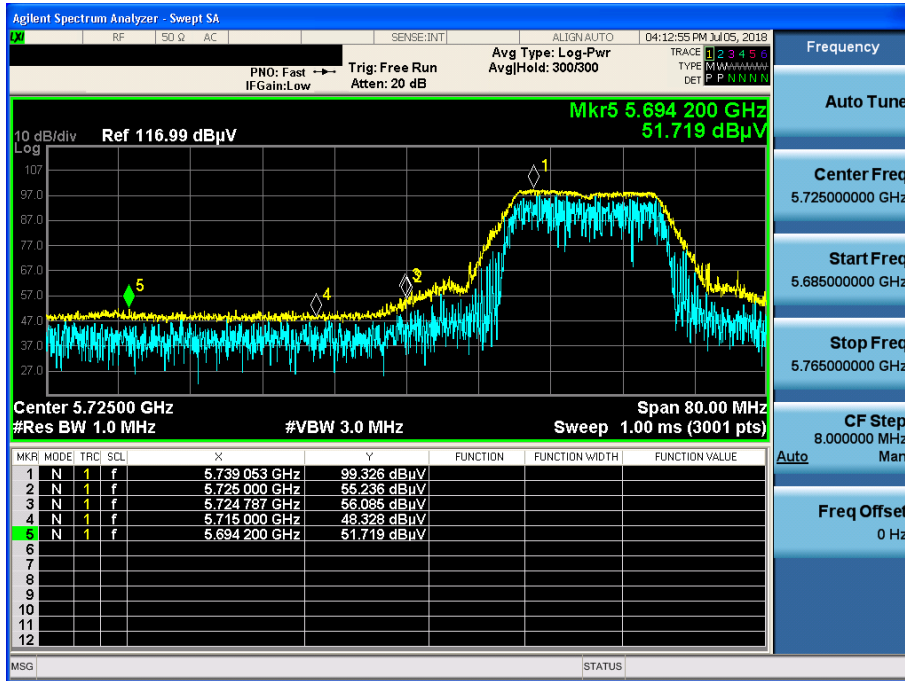 Agilent Spectrum Analyzer - Swept SA
LXI RF 50 Ω AC SENSE:INT ALIGN AUTO 04:12:55 PM Jul 05, 2018
PNO: Fast Trig: Free Run Avg Type: Log-Pwr TRACE 1 2 3 4 5 6
IFGain:Low Atten: 20 dB Avg|Hold: 300/300 TYPE M W W W W W
DET P P N N N N
Mkr5 5.694 200 GHz
51.719 dBµV
10 dB/div Ref 116.99 dBµV
Log
107
97.0
87.0
77.0
67.0
57.0
47.0
37.0
27.0
1
2
3
4
5
Center 5.72500 GHz Span 80.00 MHz
#Res BW 1.0 MHz #VBW 3.0 MHz Sweep 1.00 ms (3001 pts)
MKR MODE TRC SCL X Y FUNCTION FUNCTION WIDTH FUNCTION VALUE
1 N 1 f 5.739 053 GHz 99.326 dBµV
2 N 1 f 5.725 000 GHz 55.236 dBµV
3 N 1 f 5.724 787 GHz 56.085 dBµV
4 N 1 f 5.715 000 GHz 48.328 dBµV
5 N 1 f 5.694 200 GHz 51.719 dBµV
6
7
8
9
10
11
12
MSG STATUS
Frequency
Auto Tune
Center Freq
5.725000000 GHz
Start Freq
5.685000000 GHz
Stop Freq
5.765000000 GHz
CF Step
8.000000 MHz
Auto Man
Freq Offset
0 Hz